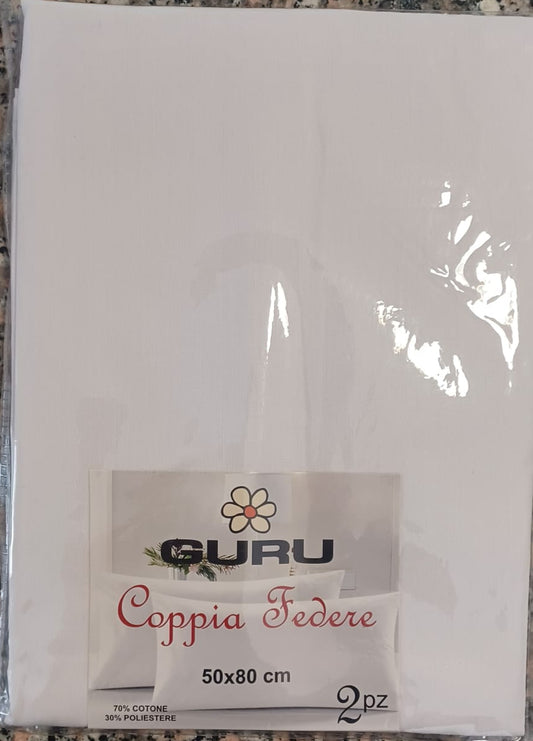 GURU
Coppia Federe
50x80 cm
70% COTONE
30% POLIESTERE
2pz